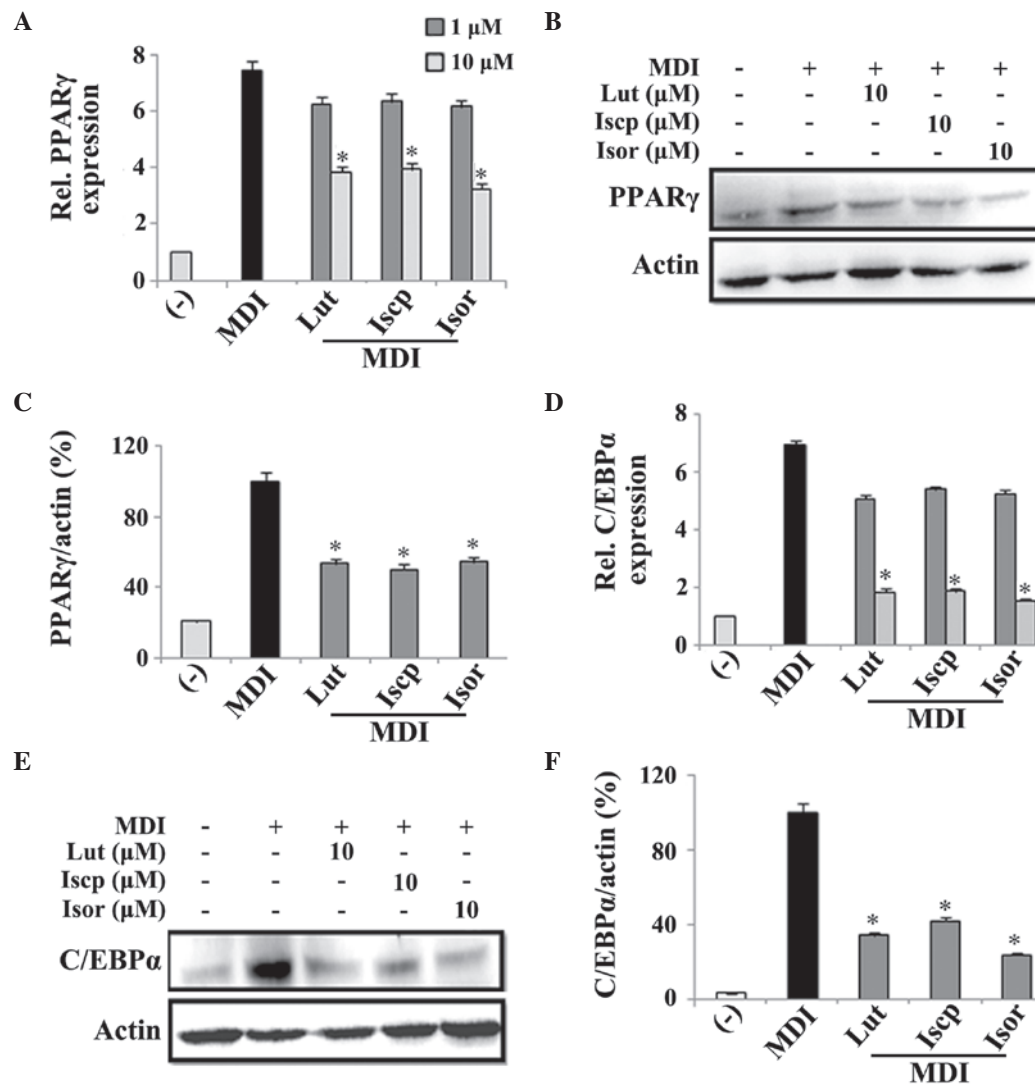 A
1 µM
10 µM
Rel. PPARγ
expression
8
6
4
2
0
*
*
*
(-)
MDI
Lut
Iscp
Isor
MDI
B
MDI - + + + +
Lut (µM) - - 10 - -
Iscp (µM) - - - 10 -
Isor (µM) - - - - 10
PPARγ
Actin
C
PPARγ/actin (%)
120
80
40
0
*
*
*
(-)
MDI
Lut
Iscp
Isor
MDI
D
Rel. C/EBPα
expression
8
6
4
2
0
*
*
*
(-)
MDI
Lut
Iscp
Isor
MDI
E
MDI - + + + +
Lut (µM) - - 10 - -
Iscp (µM) - - - 10 -
Isor (µM) - - - - 10
C/EBPα
Actin
F
C/EBPα/actin (%)
120
80
40
0
*
*
*
(-)
MDI
Lut
Iscp
Isor
MDI